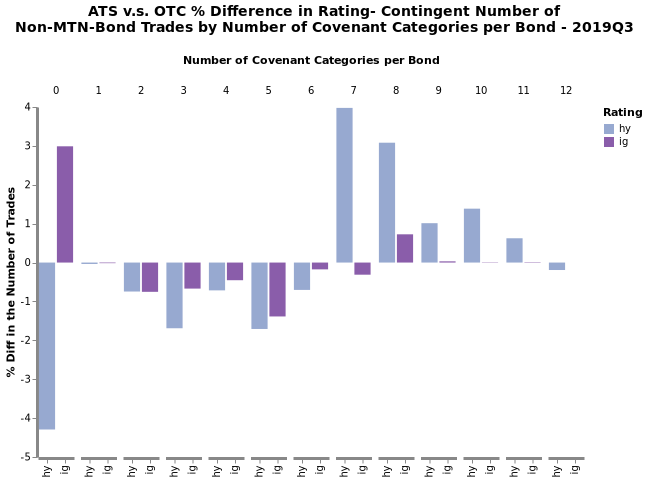 ATS v.s. OTC % Difference in Rating- Contingent Number of
Non-MTN-Bond Trades by Number of Covenant Categories per Bond - 2019Q3
Number of Covenant Categories per Bond
0 1 2 3 4 5 6 7 8 9 10 11 12
% Diff in the Number of Trades
4
3
2
1
0
-1
-2
-3
-4
-5
hy ig hy ig hy ig hy ig hy ig hy ig hy ig hy ig hy ig hy ig hy ig hy ig hy ig
Rating
hy
ig